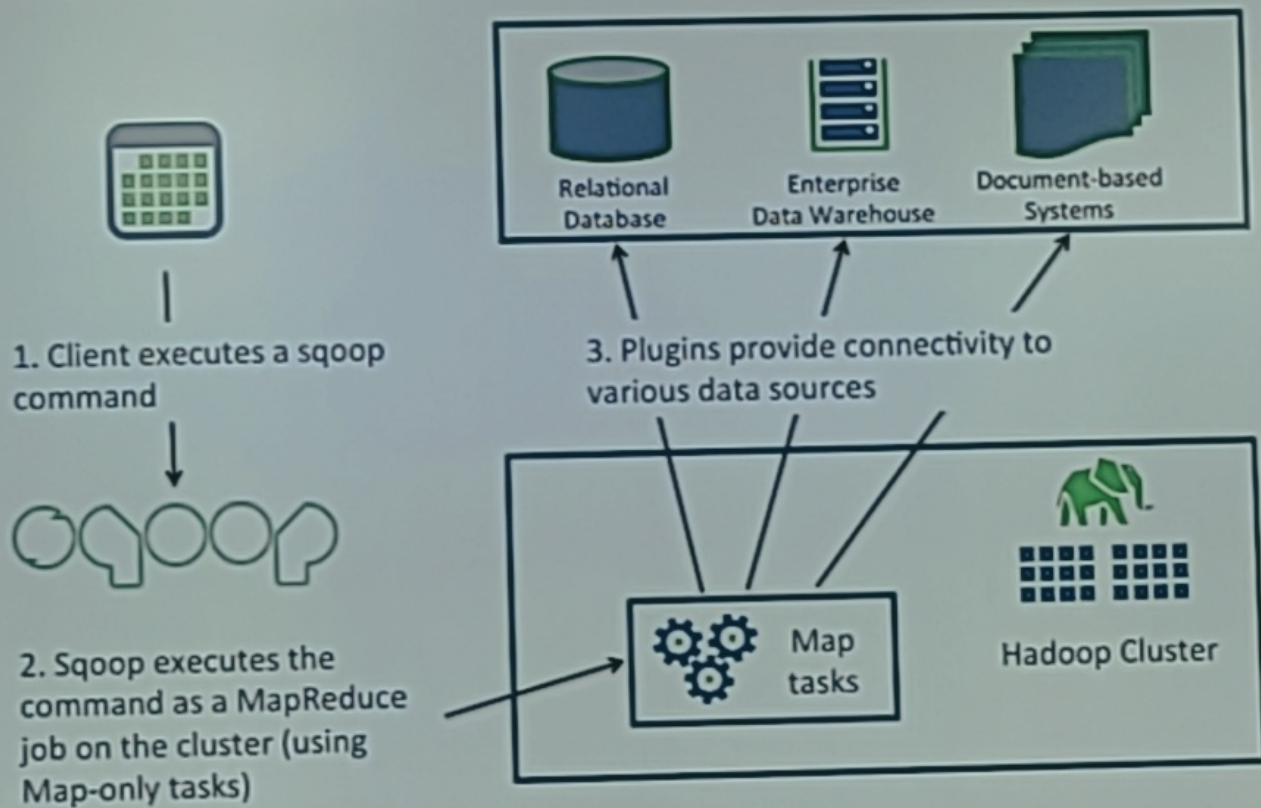 Relational
Database
Enterprise
Data Warehouse
Document-based
Systems
1. Client executes a sqoop
command
3. Plugins provide connectivity to
various data sources
sqoop
2. Sqoop executes the
command as a MapReduce
job on the cluster (using
Map-only tasks)
Map
tasks
Hadoop Cluster